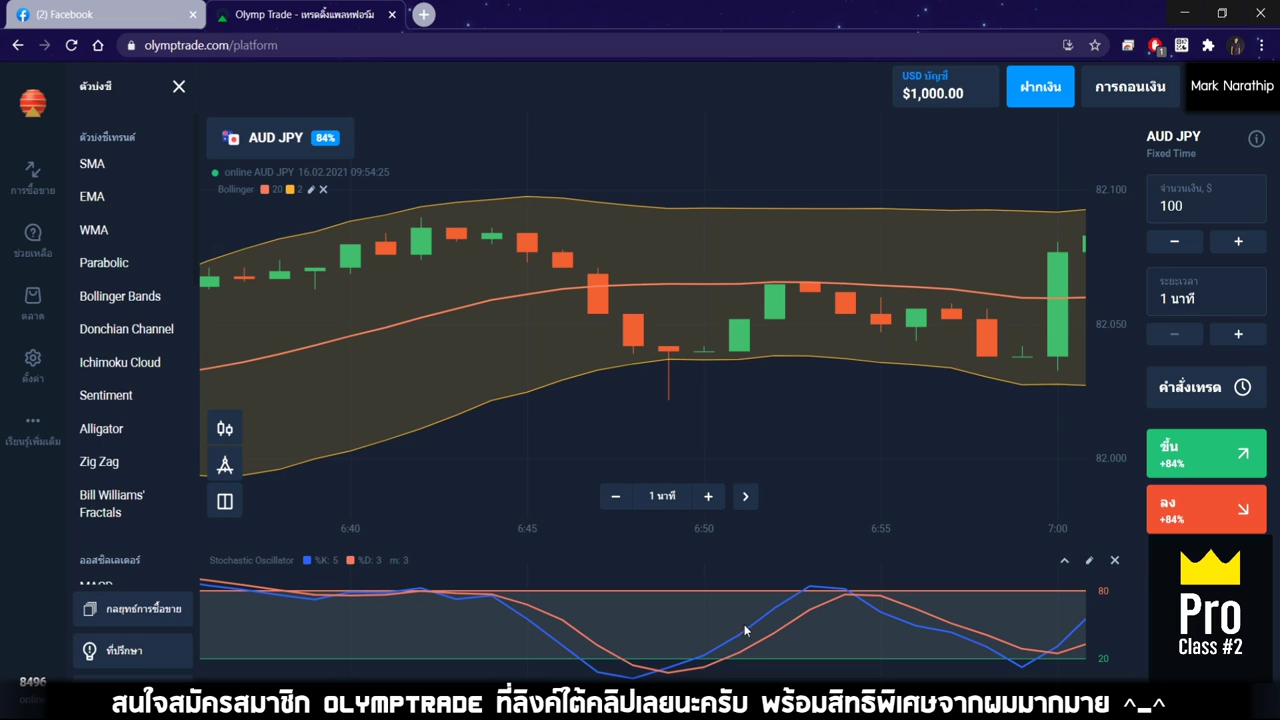 (2) Facebook
Olymp Trade - เทรดดิ้งแพลทฟอร์ม
olymptrade.com/platform
1
ตัวบ่งชี้
USD บัญชี
$1,000.00
ฝากเงิน
การถอนเงิน
Mark Narathip
การซื้อขาย
ช่วยเหลือ
ตลาด
ตั้งค่า
เรียนรู้เพิ่มเติม
8496
online
ตัวบ่งชี้เทรนด์
SMA
EMA
WMA
Parabolic
Bollinger Bands
Donchian Channel
Ichimoku Cloud
Sentiment
Alligator
Zig Zag
Bill Williams'
Fractals
ออสซิลเลเตอร์
MACD
กลยุทธ์การซื้อขาย
ที่ปรึกษา
AUD JPY 84%
online AUD JPY 16.02.2021 09:54:25
Bollinger 20 2
82.100
82.050
82.000
1 นาที
6:40 6:45 6:50 6:55 7:00
Stochastic Oscillator %K: 5 %D: 3 m: 3
80
20
AUD JPY
Fixed Time
จำนวนเงิน, $
100
ระยะเวลา
1 นาที
คำสั่งเทรด
ขึ้น
+84%
ลง
+84%
Pro
Class #2
สนใจสมัครสมาชิก OLYMPTRADE ที่ลิงค์ใต้คลิปเลยนะครับ พร้อมสิทธิพิเศษจากผมมากมาย ^_^